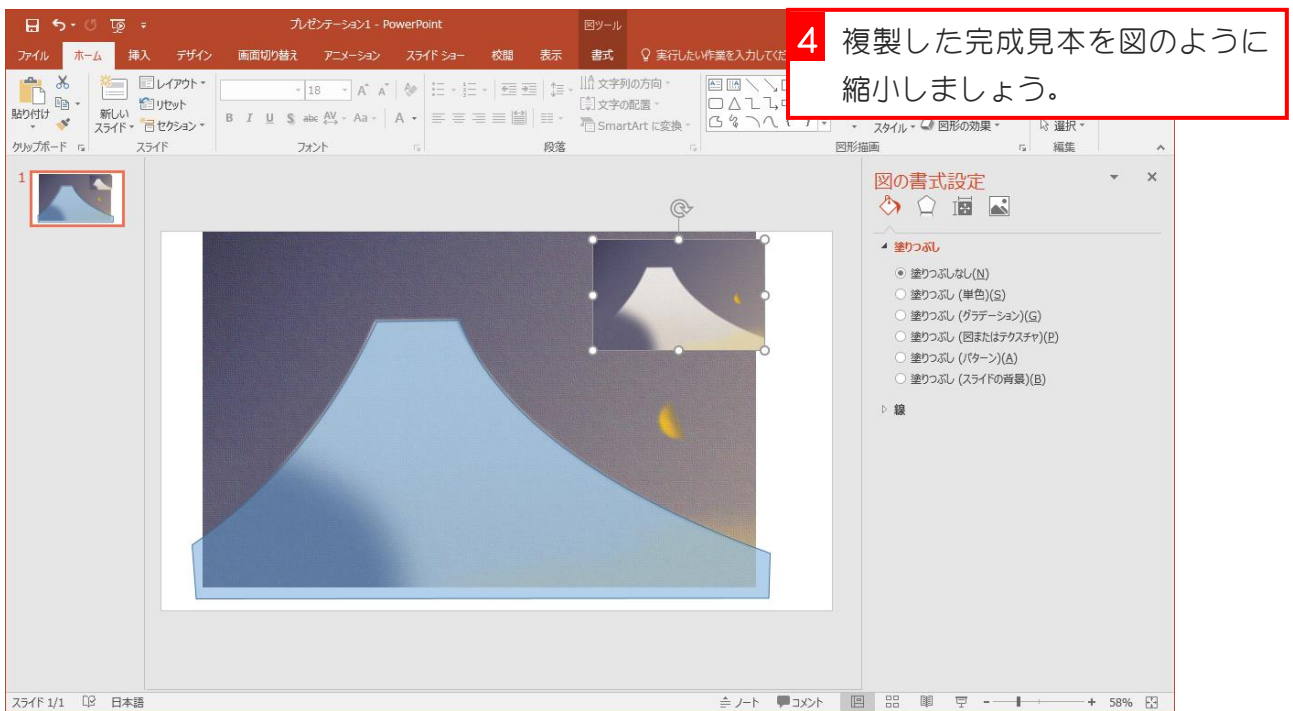 プレゼンテーション1 - PowerPoint
図ツール
ファイル ホーム 挿入 デザイン 画面切り替え アニメーション スライド ショー 校閲 表示 書式 実行したい作業を入力してくだ
4 複製した完成見本を図のように
縮小しましょう。
貼り付け
新しい
スライド
レイアウト
リセット
セクション
18
B I U S abc AV Aa A
文字列の方向
文字の配置
SmartArt に変換
スタイル
図形の効果
選択
クリップボード スライド フォント 段落 図形描画 編集
1
図の書式設定
塗りつぶし
塗りつぶしなし(N)
塗りつぶし (単色)(S)
塗りつぶし (グラデーション)(G)
塗りつぶし (図またはテクスチャ)(P)
塗りつぶし (パターン)(A)
塗りつぶし (スライドの背景)(B)
線
スライド 1/1 日本語 ノート コメント 58%